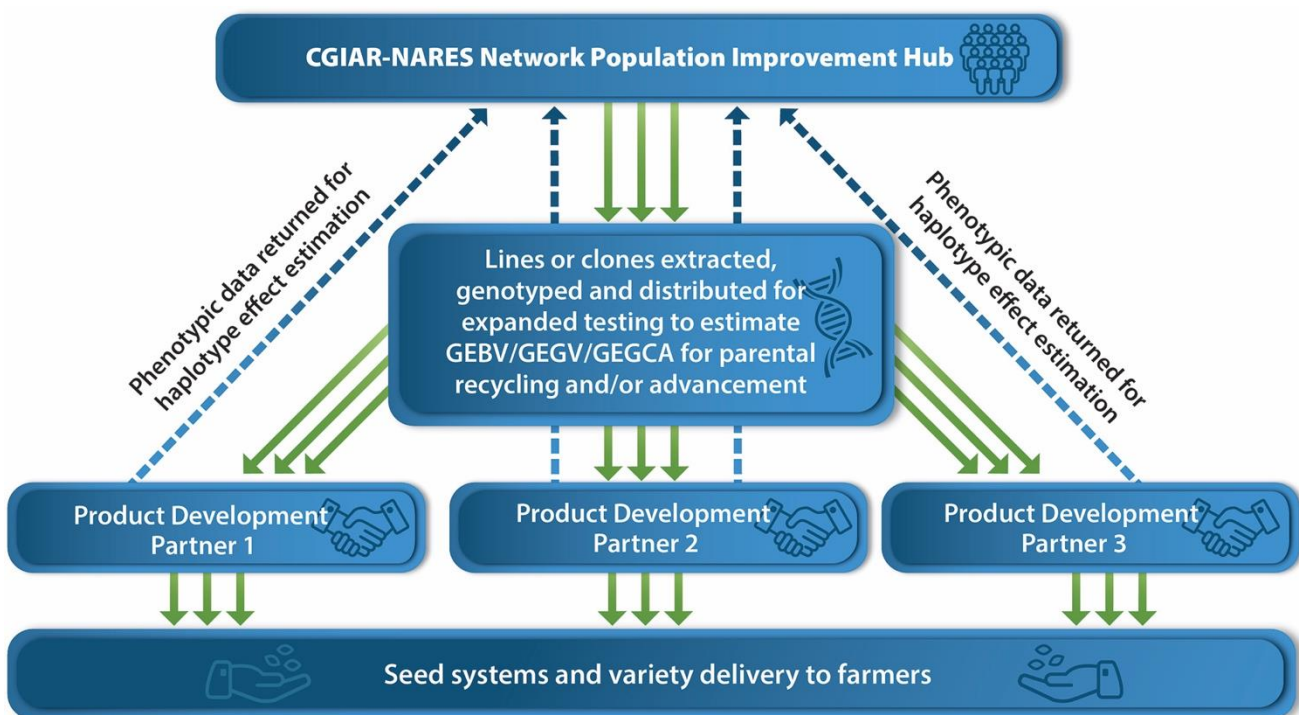 CGIAR-NARES Network Population Improvement Hub
Phenotypic data returned for
haplotype effect estimation
Lines or clones extracted,
genotyped and distributed for
expanded testing to estimate
GEBV/GEGV/GEGCA for parental
recycling and/or advancement
Phenotypic data returned for
haplotype effect estimation
Product Development
Partner 1
Product Development
Partner 2
Product Development
Partner 3
Seed systems and variety delivery to farmers